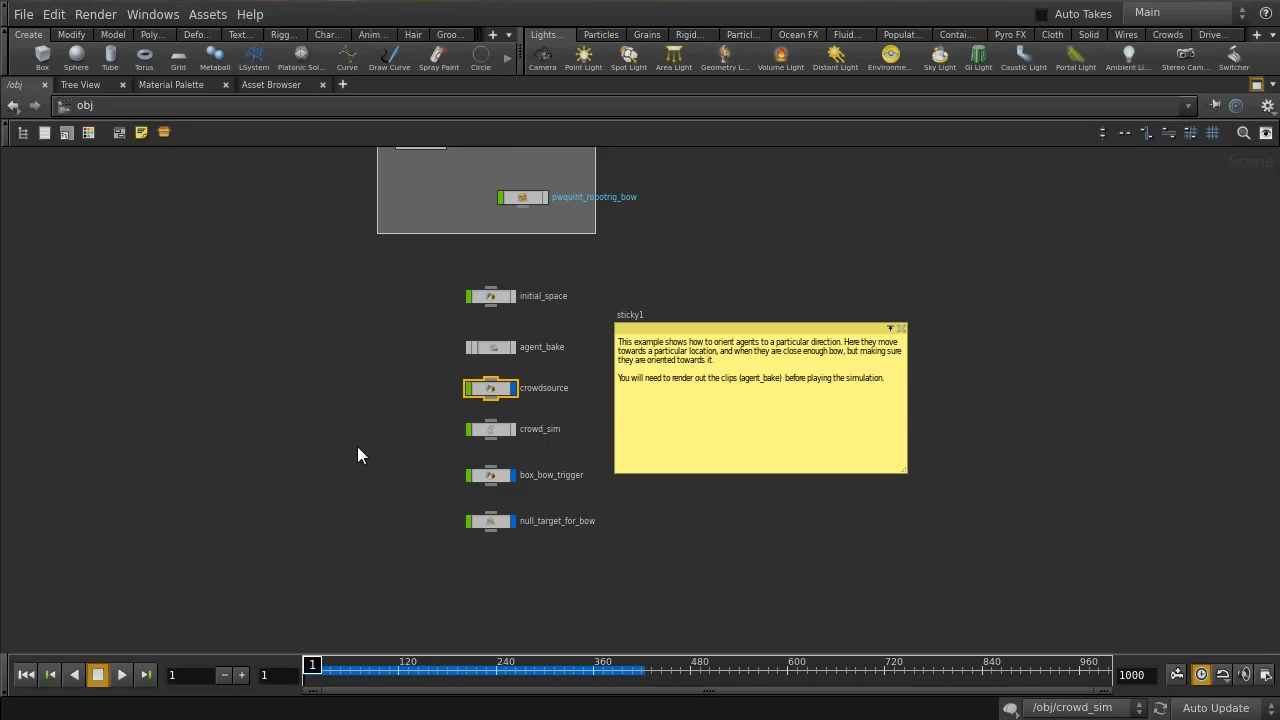 File Edit Render Windows Assets Help
Auto Takes Main
Create Modify Model Poly... Defo... Text... Rigg... Char... Anim... Hair Groo... Lights... Particles Grains Rigid... Particl... Ocean FX Fluid... Populat... Contai... Pyro FX Cloth Solid Wires Crowds Drive...
Box Sphere Tube Torus Grid LSystem Metaball Platonic Sol... Curve Draw Curve Spray Paint Circle Camera Point Light Spot Light Area Light Geometry L... Volume Light Distant Light Environme... Sky Light GI Light Caustic Light Portal Light Ambient Li... Stereo Cam... Switcher
/obj Tree View Material Palette Asset Browser
obj
Scene
pwquint_robotrig_bow
initial_space
sticky1
This example shows how to orient agents to a particular direction. Here they move
towards a particular location, and when they are close enough bow, but making sure
they are oriented towards it.
You will need to render out the clips (agent_bake) before playing the simulation.
agent_bake
crowdsource
crowd_sim
box_bow_trigger
null_target_for_bow
1 1 1 120 240 360 480 600 720 840 960 1000
/obj/crowd_sim Auto Update